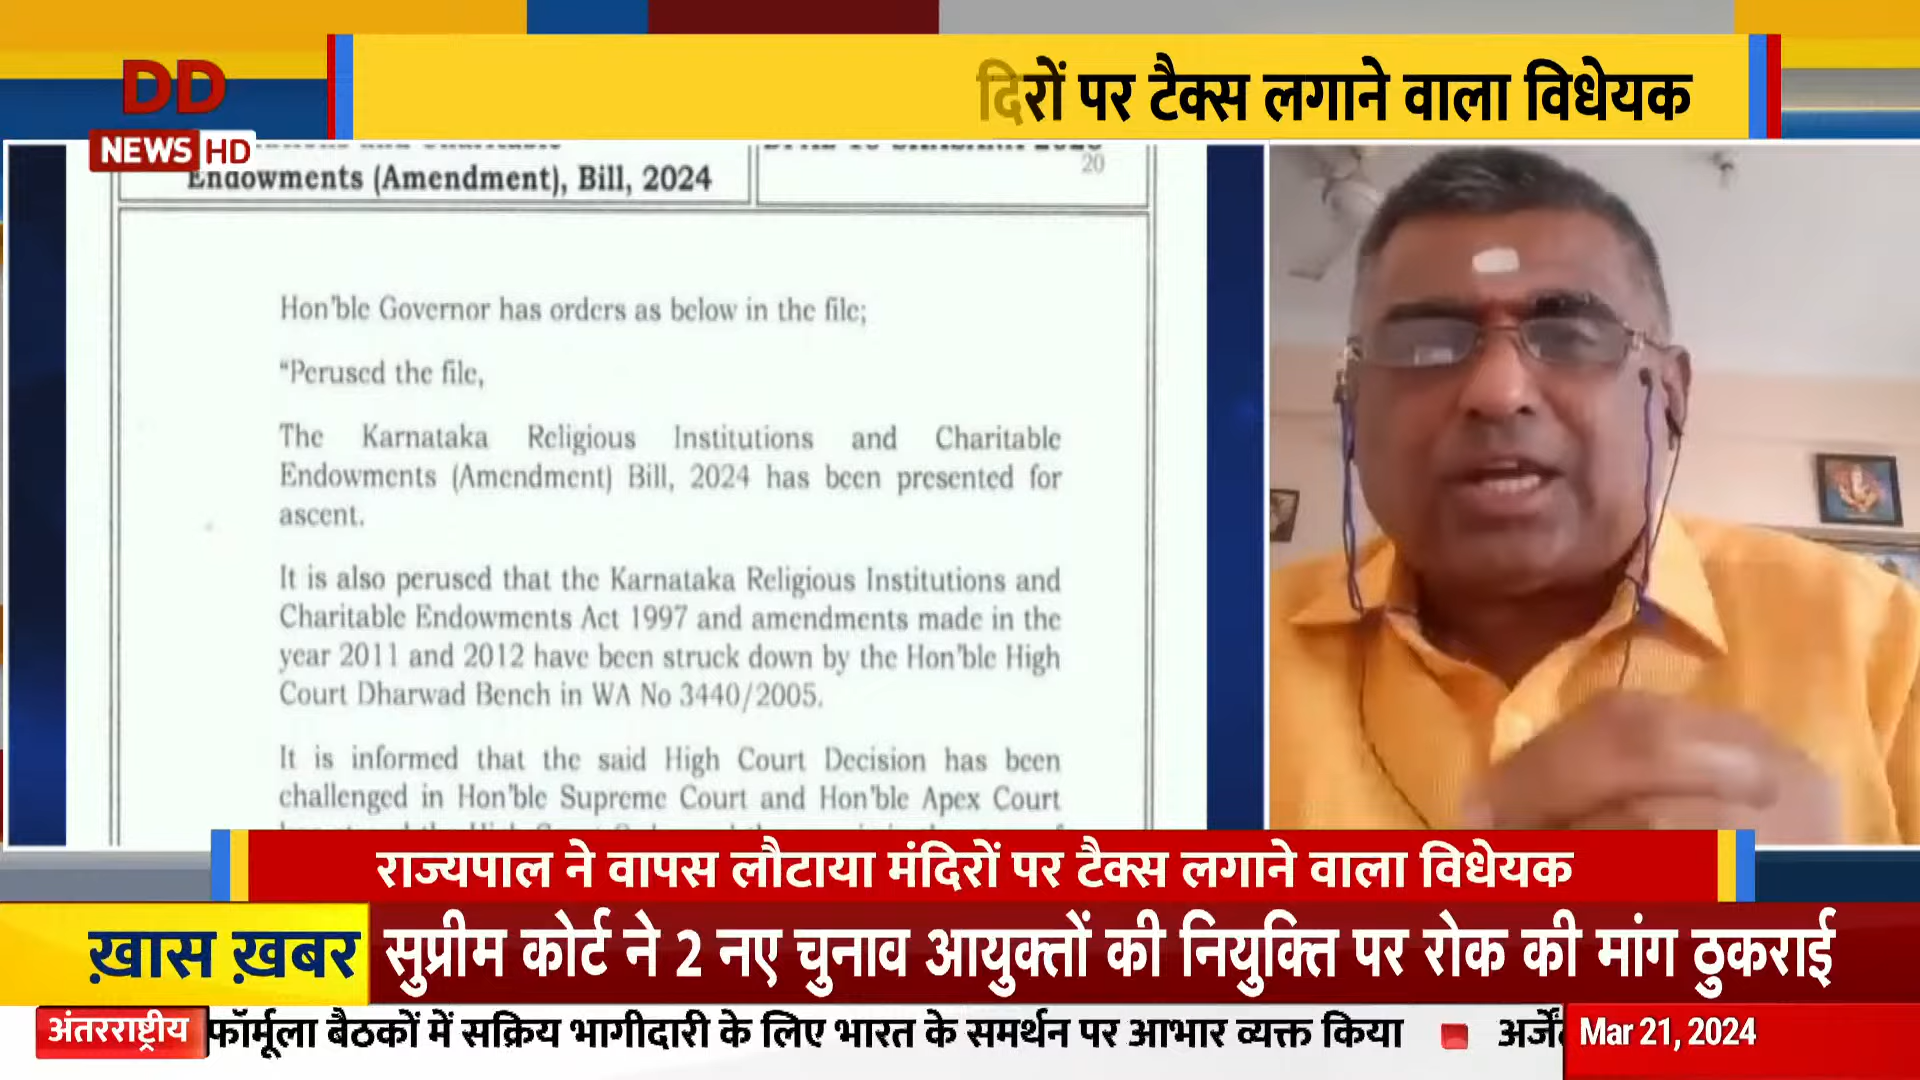 दिरों पर टैक्स लगाने वाला विधेयक
DD
NEWS HD
Endowments (Amendment), Bill, 2024
20
Hon'ble Governor has orders as below in the file;
"Perused the file,
The Karnataka Religious Institutions and Charitable
Endowments (Amendment) Bill, 2024 has been presented for
ascent.
It is also perused that the Karnataka Religious Institutions and
Charitable Endowments Act 1997 and amendments made in the
year 2011 and 2012 have been struck down by the Hon'ble High
Court Dharwad Bench in WA No 3440/2005.
It is informed that the said High Court Decision has been
challenged in Hon'ble Supreme Court and Hon'ble Apex Court
राज्यपाल ने वापस लौटाया मंदिरों पर टैक्स लगाने वाला विधेयक
ख़ास ख़बर
सुप्रीम कोर्ट ने 2 नए चुनाव आयुक्तों की नियुक्ति पर रोक की मांग ठुकराई
अंतरराष्ट्रीय
फॉर्मूला बैठकों में सक्रिय भागीदारी के लिए भारत के समर्थन पर आभार व्यक्त किया
Mar 21, 2024